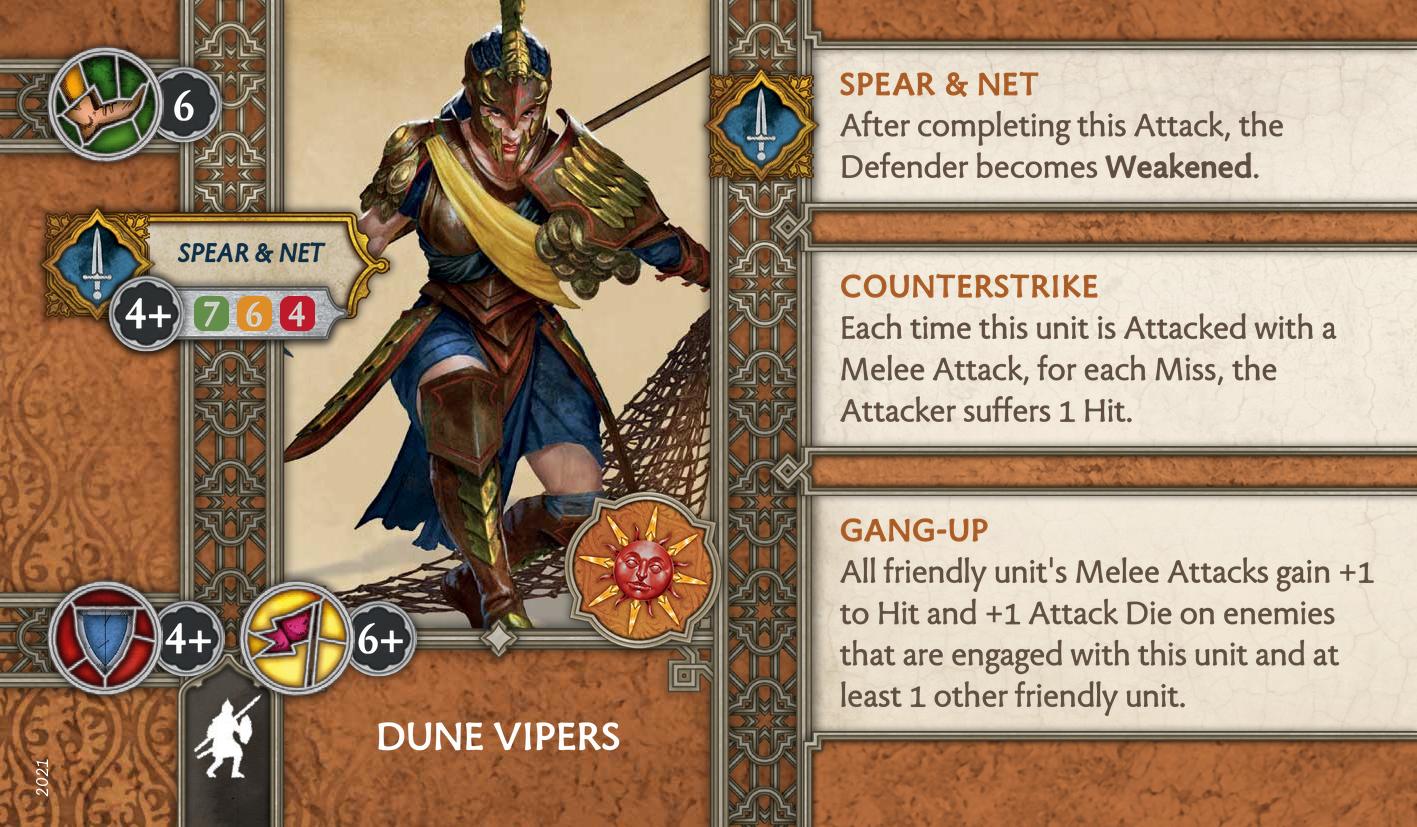 6
SPEAR & NET
4+ 7 6 4
4+ 6+
DUNE VIPERS
2021
SPEAR & NET
After completing this Attack, the
Defender becomes Weakened.
COUNTERSTRIKE
Each time this unit is Attacked with a
Melee Attack, for each Miss, the
Attacker suffers 1 Hit.
GANG-UP
All friendly unit's Melee Attacks gain +1
to Hit and +1 Attack Die on enemies
that are engaged with this unit and at
least 1 other friendly unit.